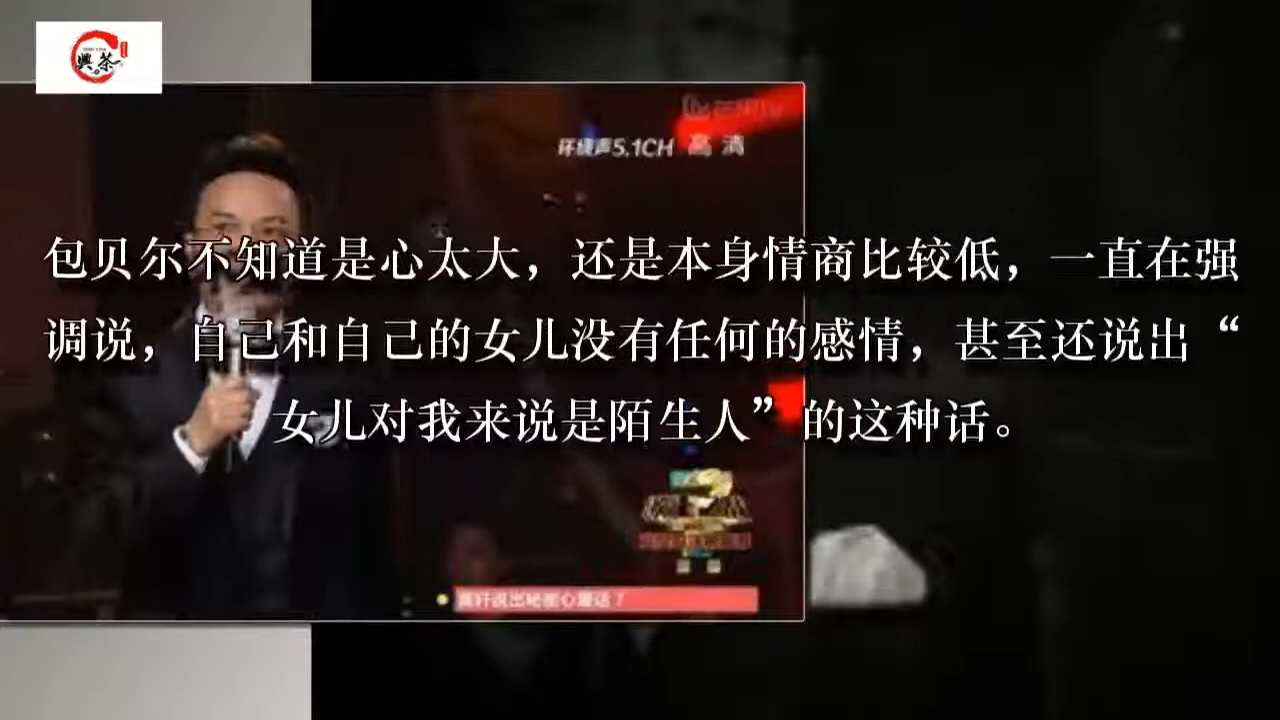 興茶
环绕声5.1CH 高清
包贝尔不知道是心太大，还是本身情商比较低，一直在强
调说，自己和自己的女儿没有任何的感情，甚至还说出“
女儿对我来说是陌生人”的这种话。